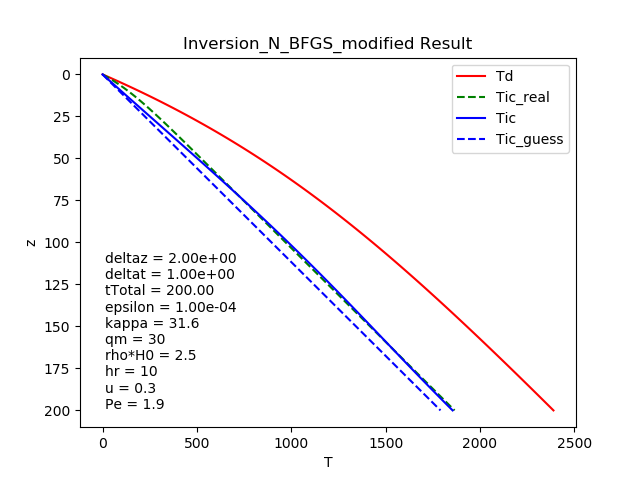 Inversion_N_BFGS_modified Result
Td
Tic_real
Tic
Tic_guess
0
25
50
75
100
125
150
175
200
z
deltaz = 2.00e+00
deltat = 1.00e+00
tTotal = 200.00
epsilon = 1.00e-04
kappa = 31.6
qm = 30
rho*H0 = 2.5
hr = 10
u = 0.3
Pe = 1.9
0 500 1000 1500 2000 2500
T